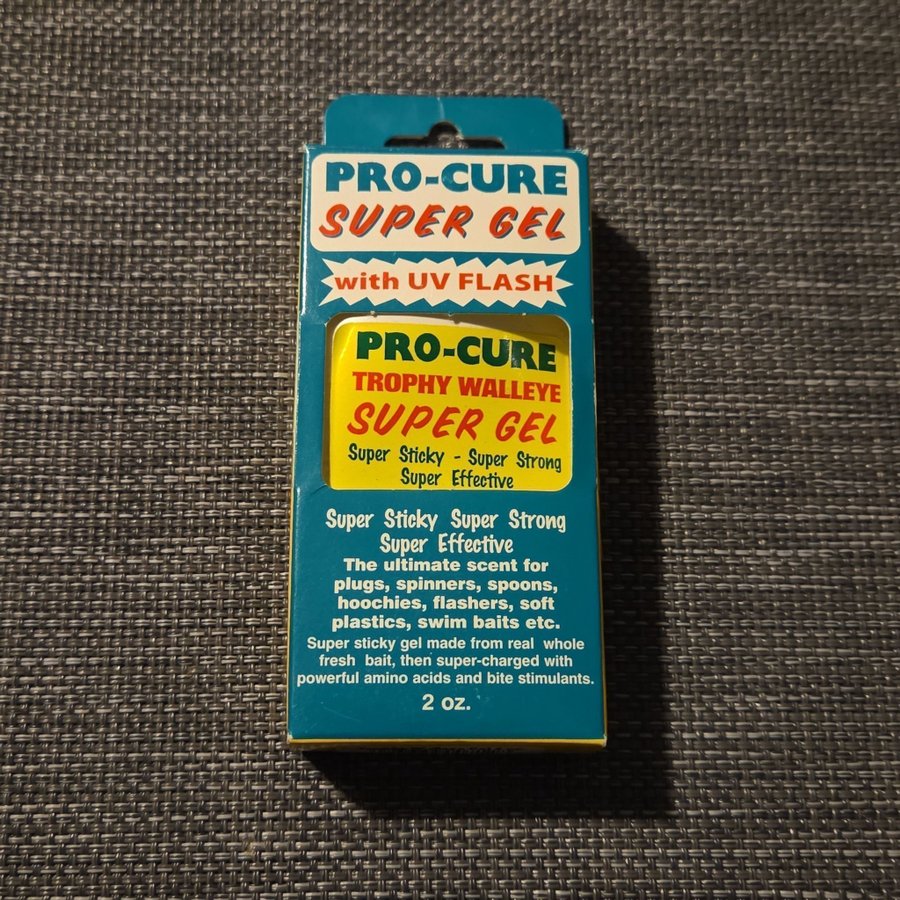 PRO-CURE
SUPER GEL
with UV FLASH
PRO-CURE
TROPHY WALLEYE
SUPER GEL
Super Sticky - Super Strong
Super Effective
Super Sticky Super Strong
Super Effective
The ultimate scent for
plugs, spinners, spoons,
hoochies, flashers, soft
plastics, swim baits etc.
Super sticky gel made from real whole
fresh bait, then super-charged with
powerful amino acids and bite stimulants.
2 oz.